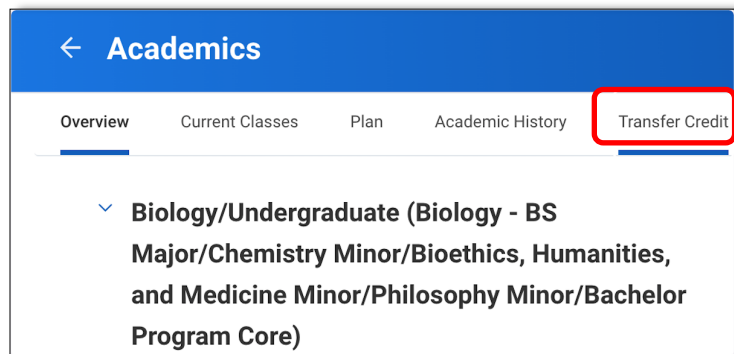 Academics
Overview Current Classes Plan Academic History Transfer Credit
Biology/Undergraduate (Biology - BS
Major/Chemistry Minor/Bioethics, Humanities,
and Medicine Minor/Philosophy Minor/Bachelor
Program Core)